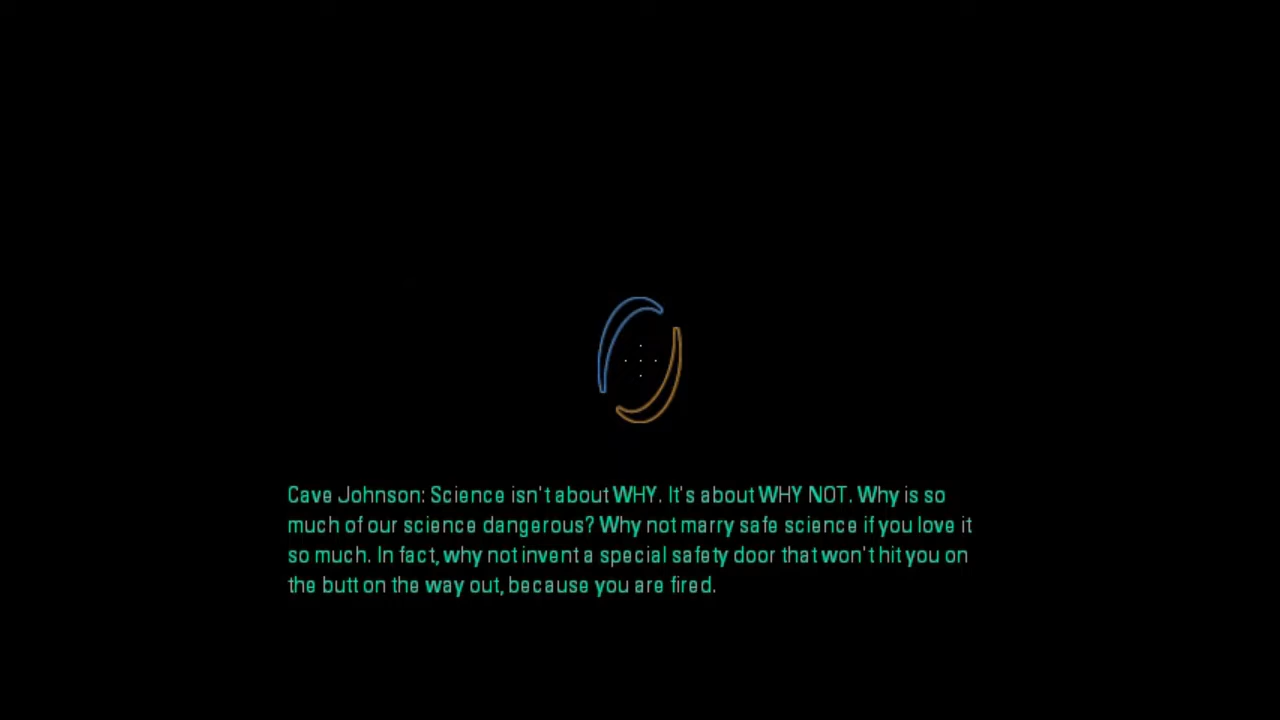 Cave Johnson: Science isn't about WHY. It's about WHY NOT. Why is so
much of our science dangerous? Why not marry safe science if you love it
so much. In fact, why not invent a special safety door that won't hit you on
the butt on the way out, because you are fired.